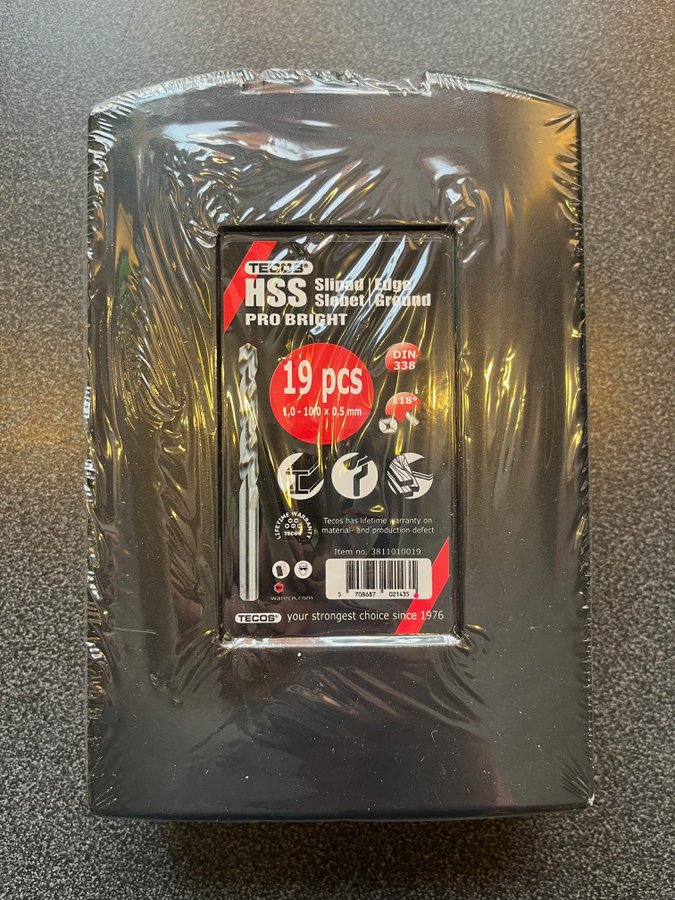 TECOS®
HSS Slipad | Edge
Slebet | Ground
PRO BRIGHT
19 pcs
1,0 - 10,0 x 0,5 mm
DIN
338
118°
LIFETIME WARRANTY
TECOS
Tecos has lifetime warranty on
material- and production defect
Item no. 3811010019
5 708687 021435
wareco.com
TECOS® your strongest choice since 1976